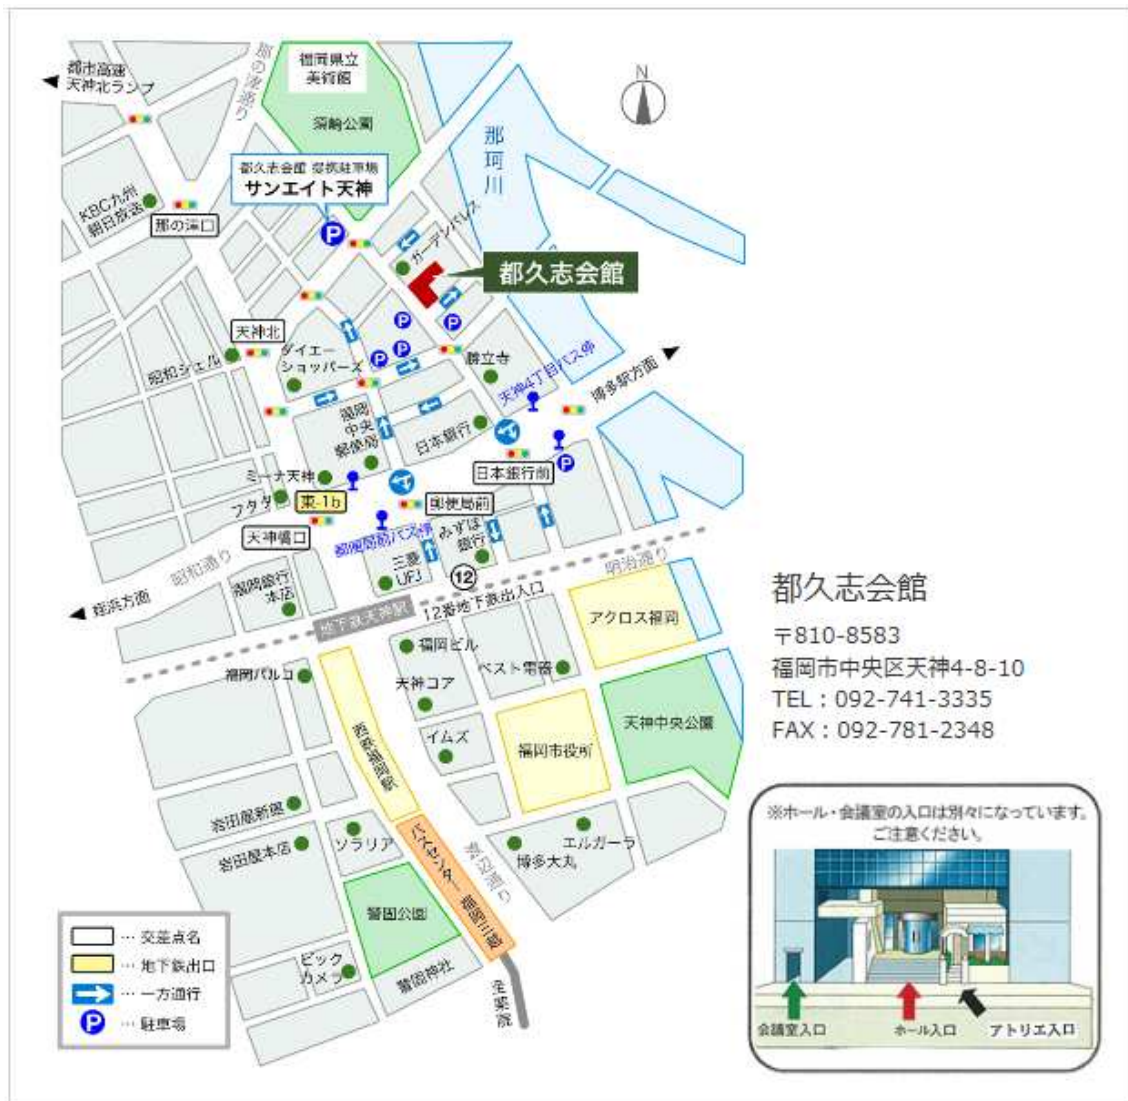 都市高速
天神北ランプ
那の津通り
福岡県立
美術館
須崎公園
N
那珂川
都久志会館 提携駐車場
サンエイト天神
P
KBC九州
朝日放送
那の津口
ガーデンパレス
都久志会館
天神北
昭和シェル
ダイエー
ショッパーズ
P
P
P
P
勝立寺
天神4丁目バス停
博多駅方面
福岡
中央
郵便局
日本銀行
日本銀行前
P
ミーナ天神
フタタ
東-1b
天神橋口
郵便局前
郵便局前バス停
みずほ
銀行
三菱
UFJ
昭和通り
福岡銀行
本店
12
明治通り
姪浜方面
地下鉄天神駅
12番地下鉄出入口
アクロス福岡
福岡ビル
ベスト電器
福岡パルコ
天神コア
天神中央公園
イムズ
福岡市役所
西鉄福岡駅
岩田屋新館
岩田屋本店
ソラリア
バスセンター 福岡三越
渡辺通り
博多大丸
エルガーラ
警固公園
ビック
カメラ
警固神社
至薬院
… 交差点名
… 地下鉄出口
… 一方通行
P … 駐車場
都久志会館
〒810-8583
福岡市中央区天神4-8-10
TEL：092-741-3335
FAX：092-781-2348
※ホール・会議室の入口は別々になっています。
ご注意ください。
会議室入口
ホール入口
アトリエ入口